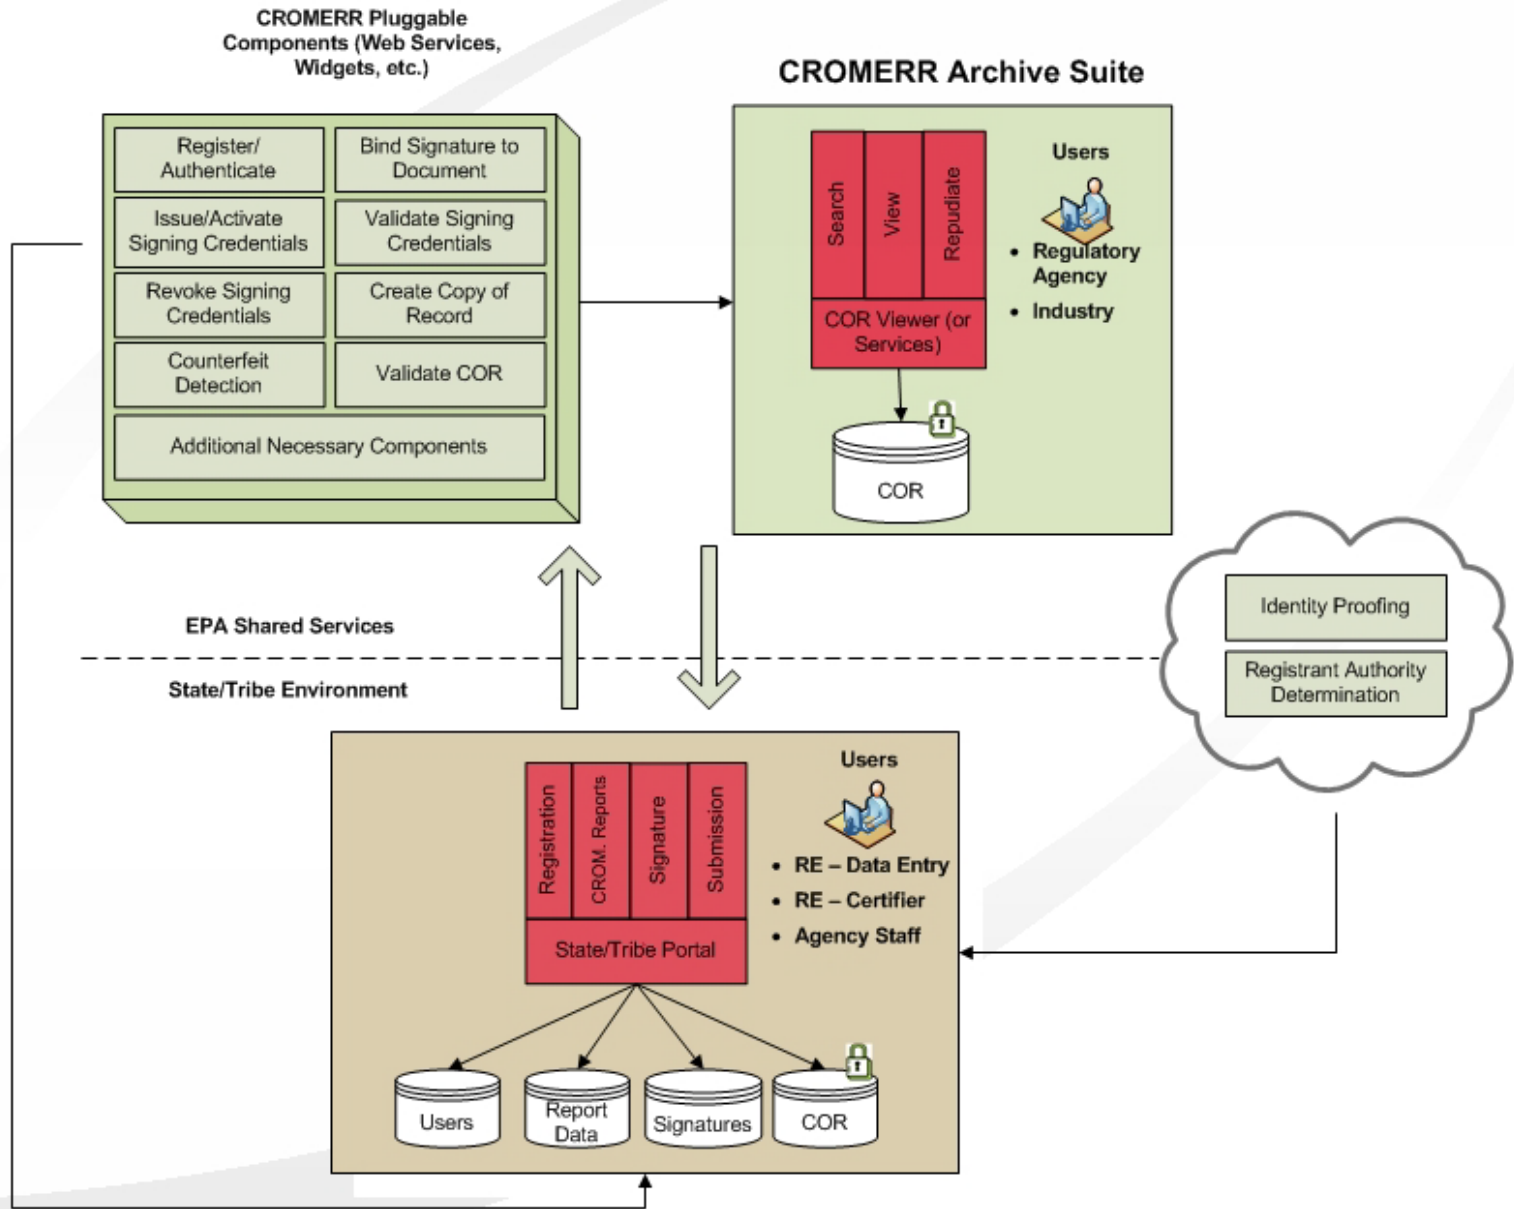 CROMERR Pluggable
Components (Web Services,
Widgets, etc.)
Register/
Authenticate
Bind Signature to
Document
Issue/Activate
Signing Credentials
Validate Signing
Credentials
Revoke Signing
Credentials
Create Copy of
Record
Counterfeit
Detection
Validate COR
Additional Necessary Components
CROMERR Archive Suite
Search
View
Repudiate
COR Viewer (or
Services)
COR
Users
• Regulatory
Agency
• Industry
EPA Shared Services
State/Tribe Environment
Identity Proofing
Registrant Authority
Determination
Registration
CROM. Reports
Signature
Submission
State/Tribe Portal
Users
• RE – Data Entry
• RE – Certifier
• Agency Staff
Users
Report
Data
Signatures
COR